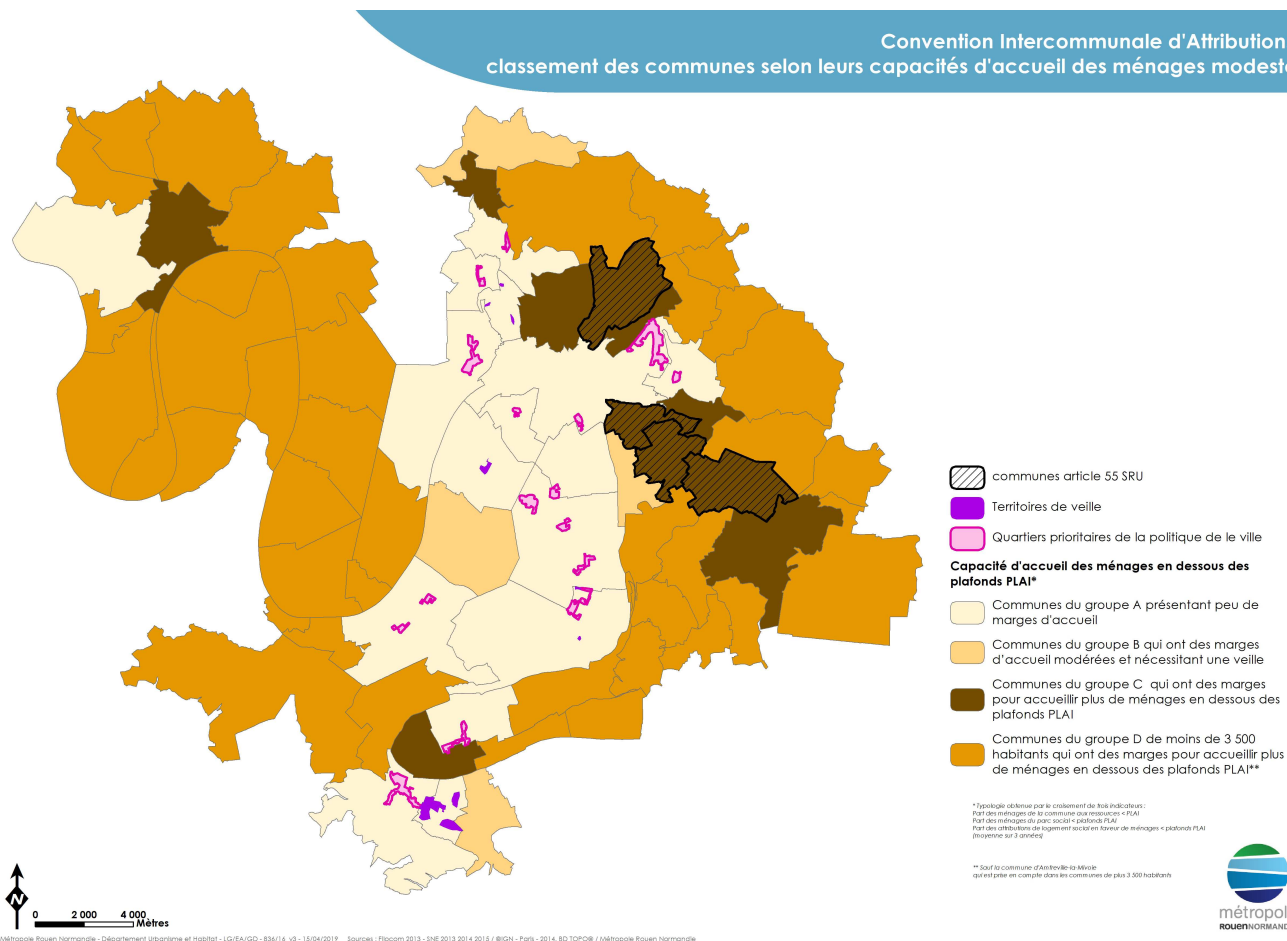 Convention Intercommunale d'Attribution
classement des communes selon leurs capacités d'accueil des ménages modest
communes article 55 SRU
Territoires de veille
Quartiers prioritaires de la politique de le ville
Capacité d'accueil des ménages en dessous des
plafonds PLAI*
Communes du groupe A présentant peu de
marges d'accueil
Communes du groupe B qui ont des marges
d'accueil modérées et nécessitant une veille
Communes du groupe C qui ont des marges
pour accueillir plus de ménages en dessous des
plafonds PLAI
Communes du groupe D de moins de 3 500
habitants qui ont des marges pour accueillir plus
de ménages en dessous des plafonds PLAI**
* Typologie obtenue par le croisement de trois indicateurs :
Part des ménages de la commune aux ressources < PLAI
Part des ménages du parc social < plafonds PLAI
Part des attributions de logement social en faveur de ménages < plafonds PLAI
(moyenne sur 3 années)
** Sauf la commune d'Amfreville-la-Mivoie
qui est prise en compte dans les communes de plus 3 500 habitants
N
0 2 000 4 000
Mètres
métropol
ROUENNORMAND
Métropole Rouen Normandie - Département Urbanisme et Habitat - LG/EA/GD - 836/16 v3 - 15/04/2019 Sources : Filocom 2013 - SNE 2013 2014 2015 / ©IGN - Paris - 2014, BD TOPO® / Métropole Rouen Normandie